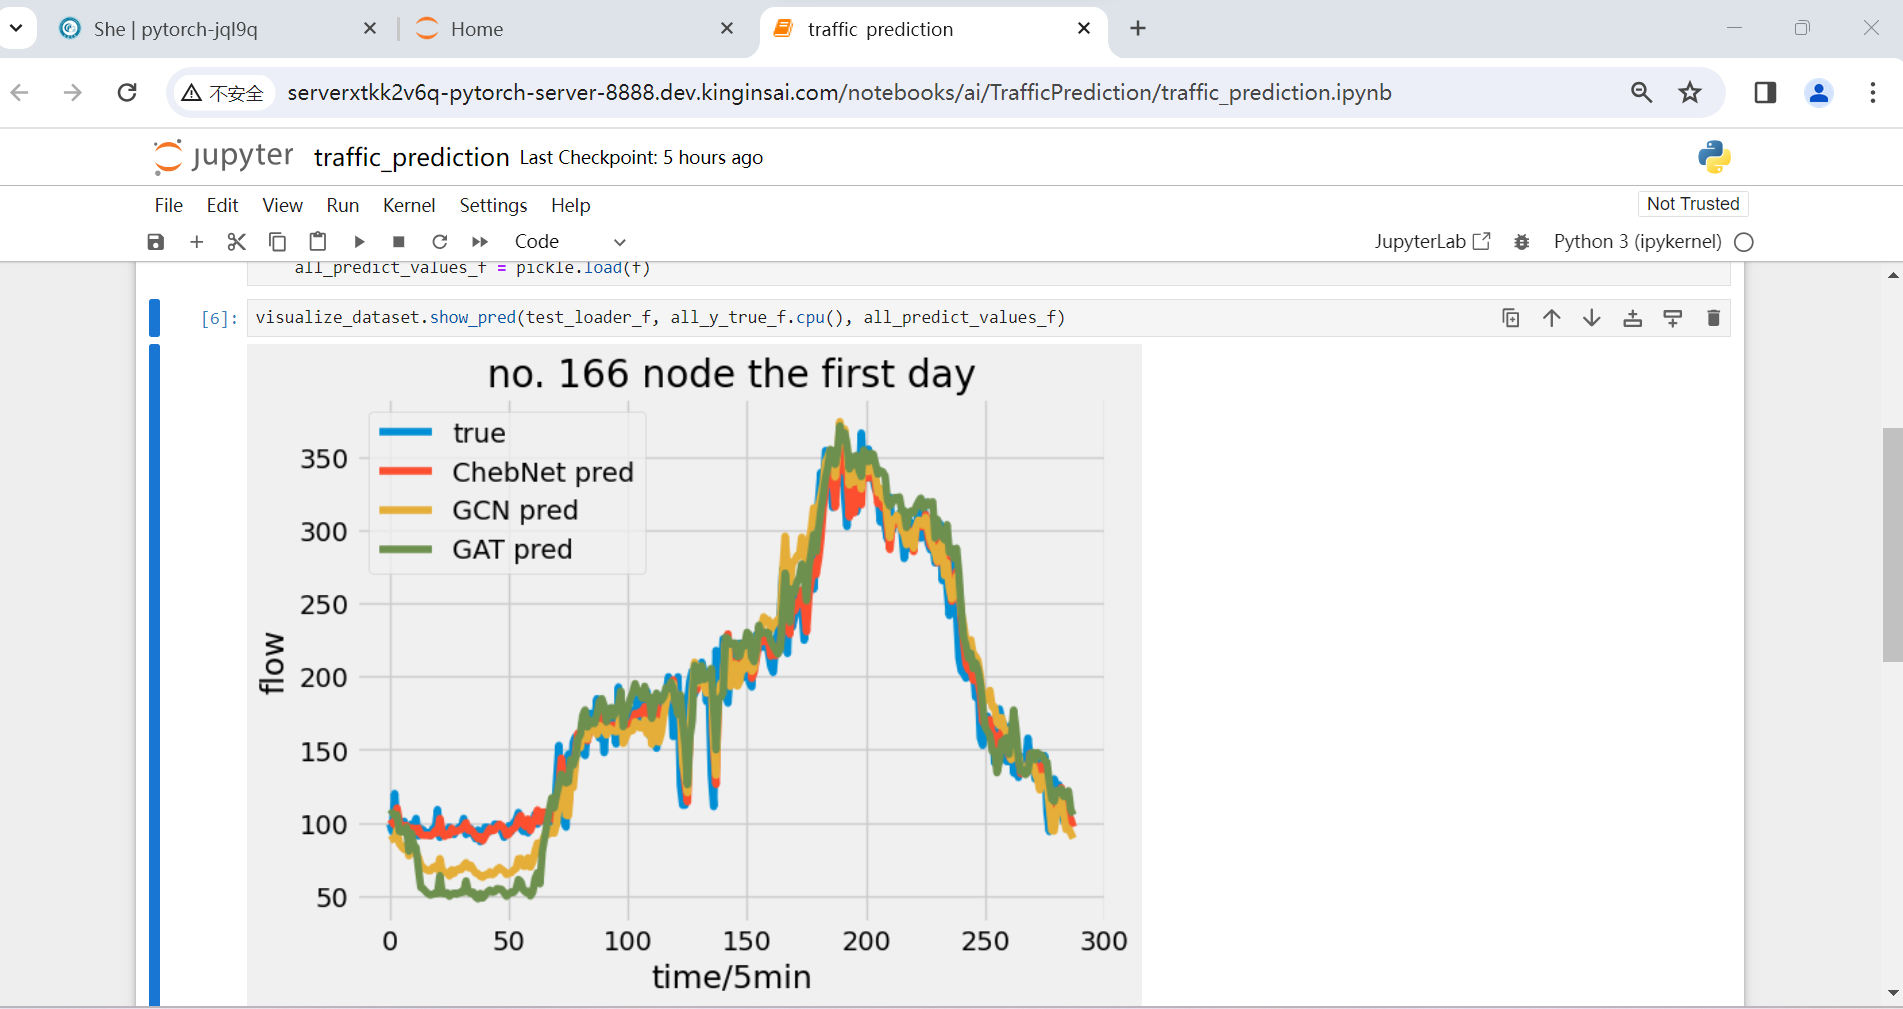 She | pytorch-jql9q
Home
traffic prediction
不安全
serverxtkk2v6q-pytorch-server-8888.dev.kinginsai.com/notebooks/ai/TrafficPrediction/traffic_prediction.ipynb
jupyter traffic_prediction Last Checkpoint: 5 hours ago
File Edit View Run Kernel Settings Help
Not Trusted
Code
JupyterLab
Python 3 (ipykernel)
all_predict_values_f = pickle.load(f)
[6]: visualize_dataset.show_pred(test_loader_f, all_y_true_f.cpu(), all_predict_values_f)
no. 166 node the first day
true
ChebNet pred
GCN pred
GAT pred
flow
350
300
250
200
150
100
50
0 50 100 150 200 250 300
time/5min